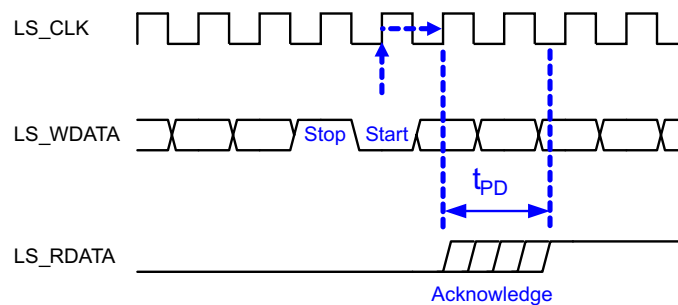 LS_CLK
LS_WDATA
Stop
Start
tPD
LS_RDATA
Acknowledge